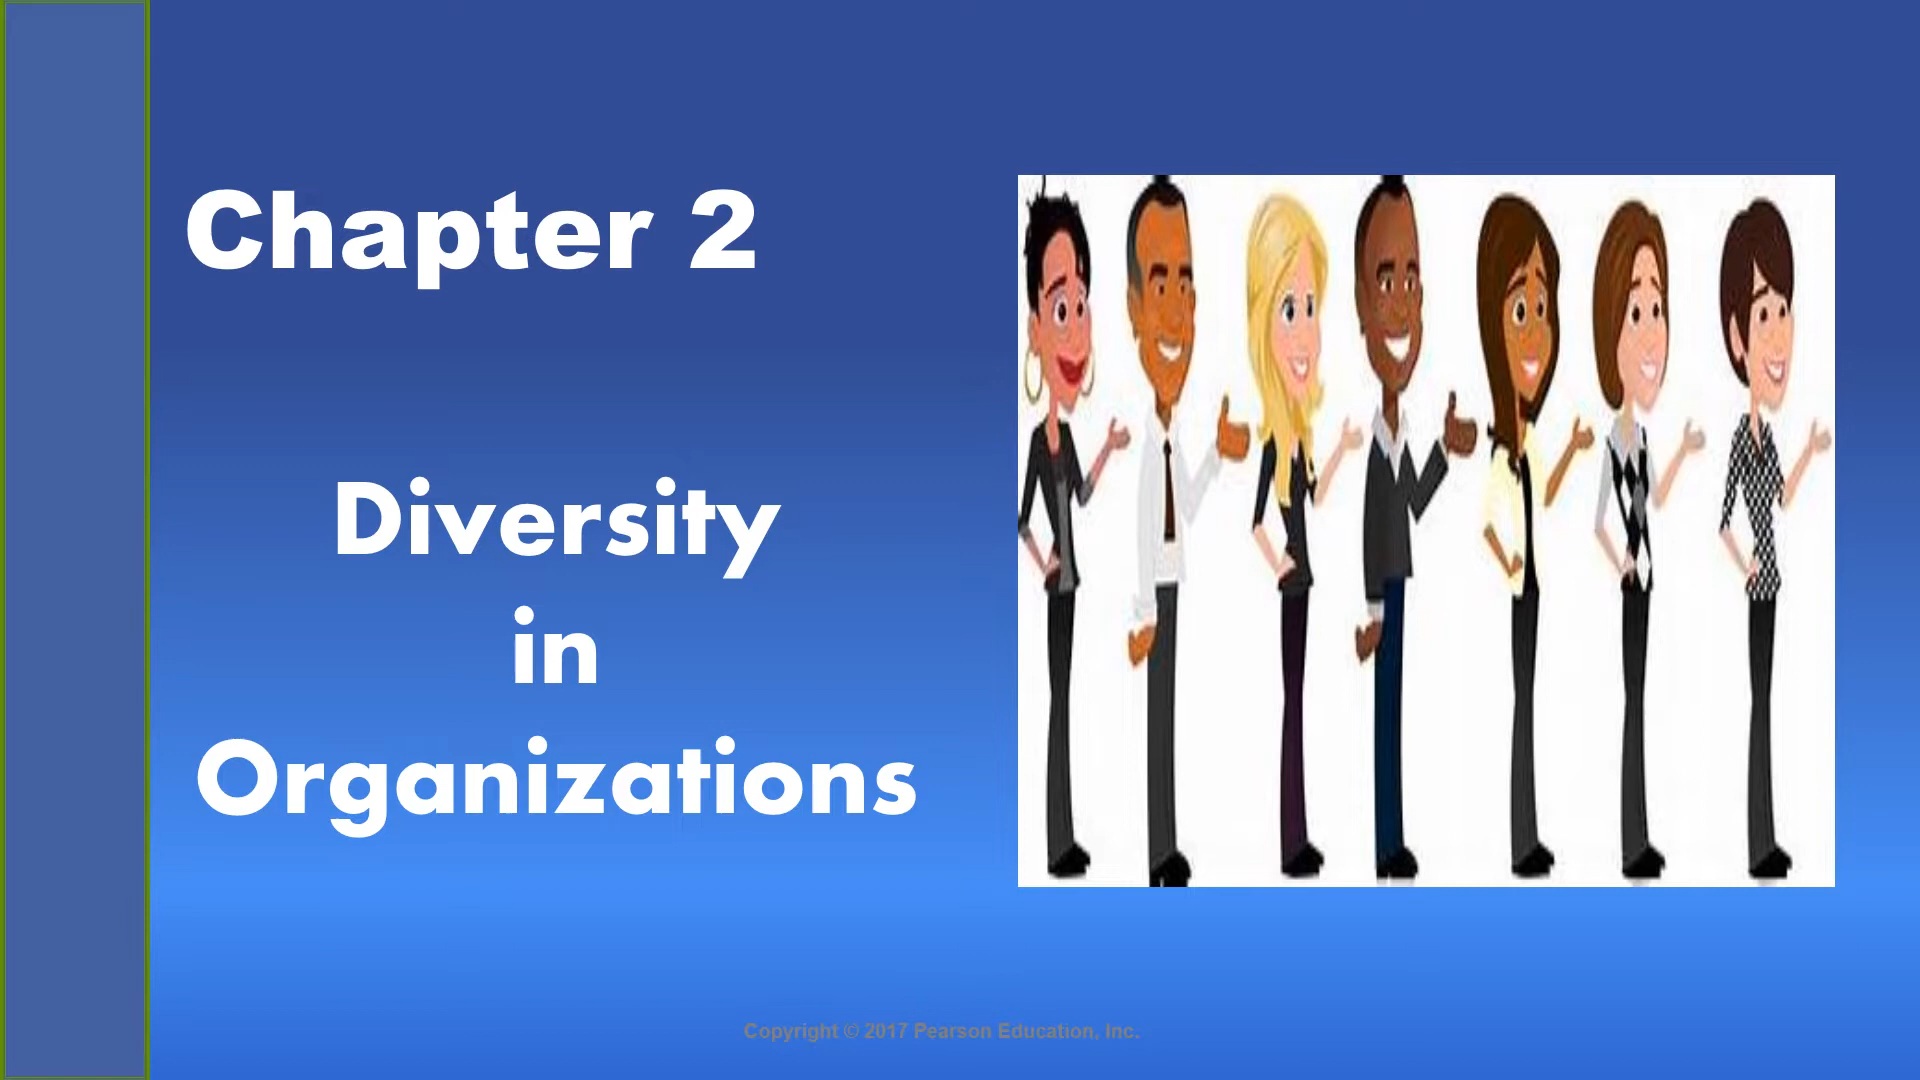 Chapter 2
Diversity
in
Organizations
Copyright © 2017 Pearson Education, Inc.